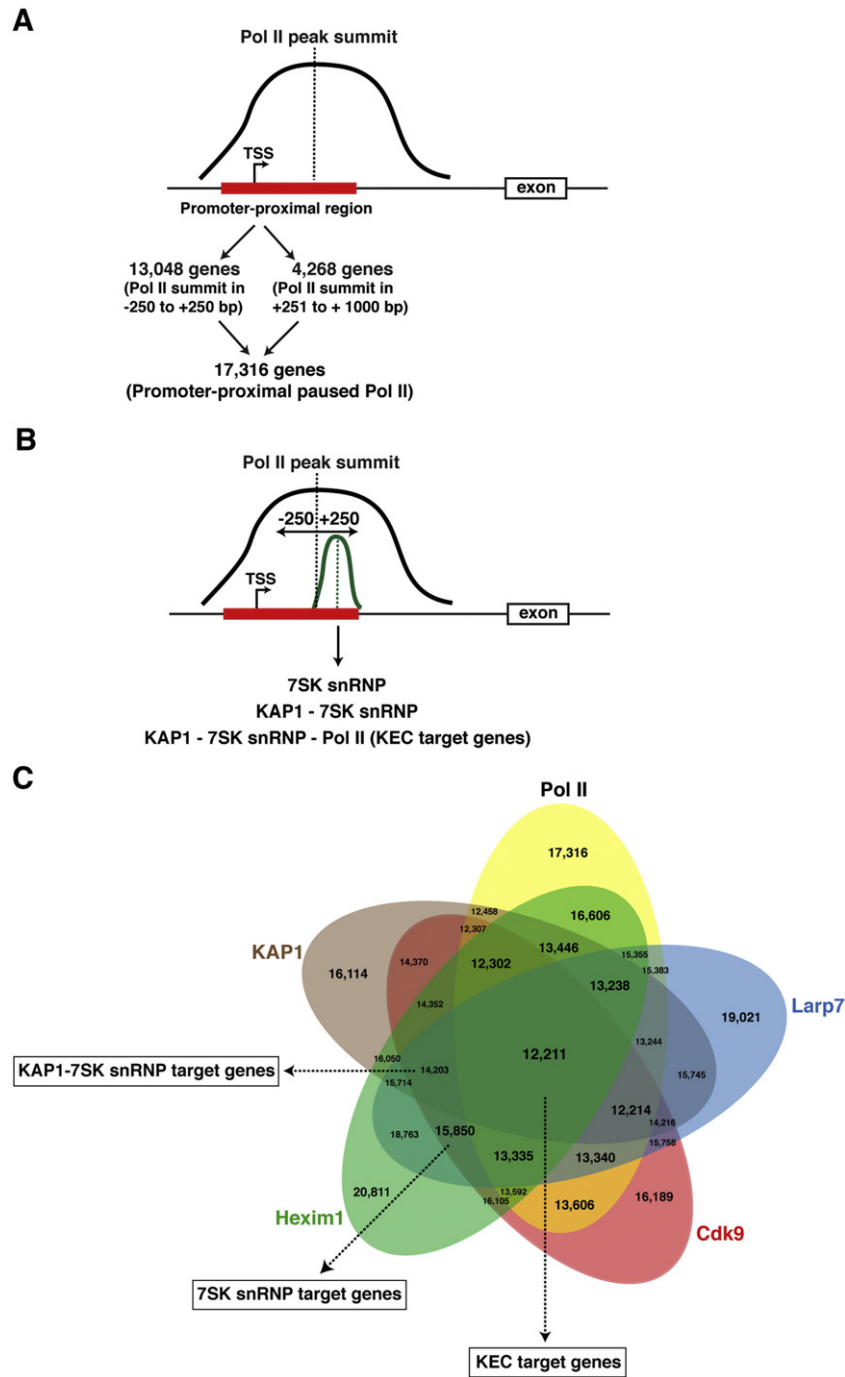 A
Pol II peak summit
TSS
exon
Promoter-proximal region
13,048 genes
(Pol II summit in
-250 to +250 bp)
4,268 genes
(Pol II summit in
+251 to + 1000 bp)
17,316 genes
(Promoter-proximal paused Pol II)
B
Pol II peak summit
-250 +250
TSS
exon
7SK snRNP
KAP1 - 7SK snRNP
KAP1 - 7SK snRNP - Pol II (KEC target genes)
C
Pol II
17,316
12,458
16,606
12,307
KAP1
13,446
15,355
14,370
12,302
15,383
16,114
13,238
Larp7
14,352
19,021
13,244
16,050
12,211
KAP1-7SK snRNP target genes
14,203
15,745
15,714
12,214
14,216
18,763
15,850
15,758
13,335
13,340
20,811
13,592
16,189
16,105
13,606
Hexim1
Cdk9
7SK snRNP target genes
KEC target genes